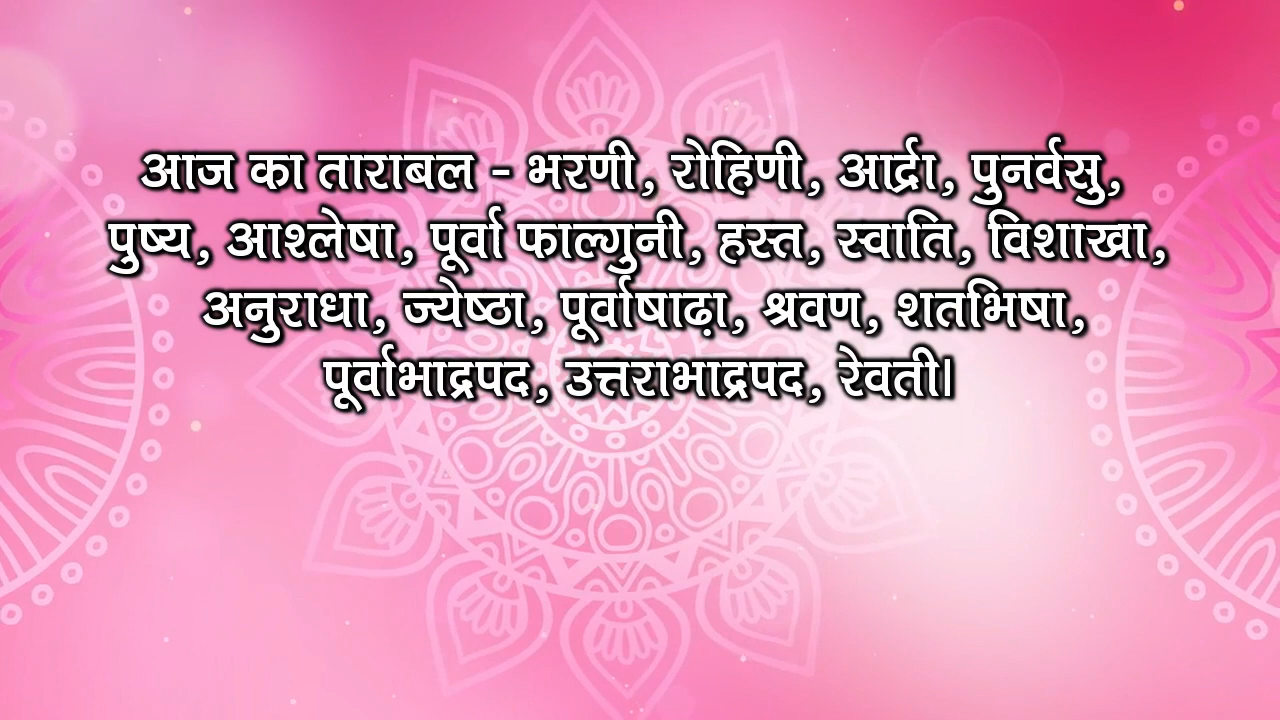 आज का ताराबल - भरणी, रोहिणी, आर्द्रा, पुनर्वसु,
पुष्य, आश्लेषा, पूर्वा फाल्गुनी, हस्त, स्वाति, विशाखा,
अनुराधा, ज्येष्ठा, पूर्वाषाढ़ा, श्रवण, शतभिषा,
पूर्वाभाद्रपद, उत्तराभाद्रपद, रेवती।